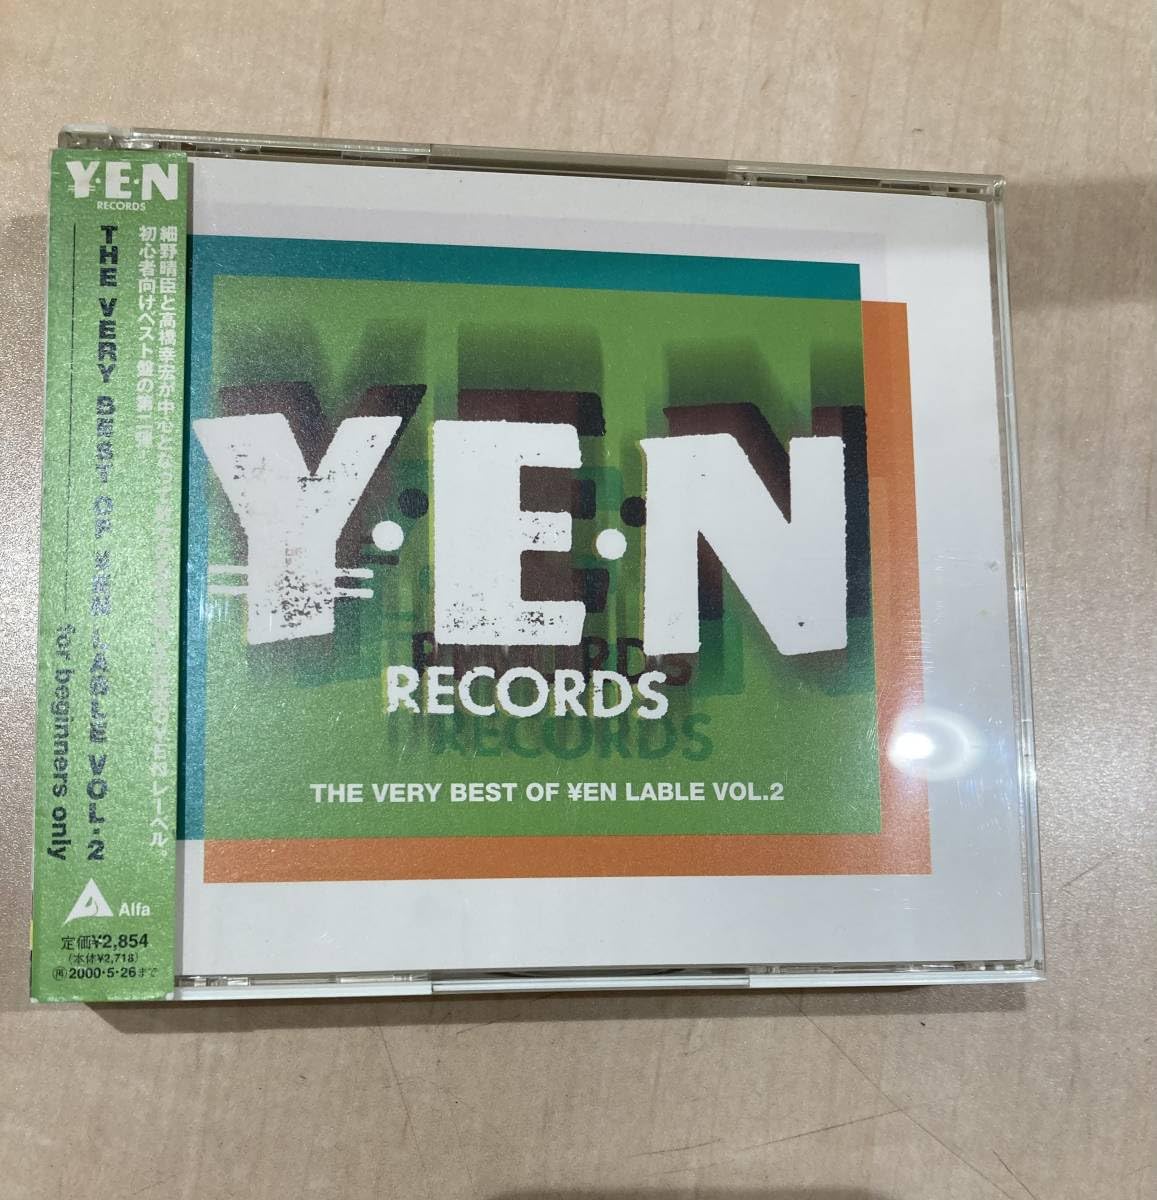 Y·E·N
RECORDS
THE VERY BEST OF ¥EN LABLE VOL.2
for beginners only
細野晴臣と高橋幸宏が中心となって
レーベル。
初心者向けベスト盤の第二弾!
Alfa
定価¥2,854
(本体¥2,718)
再 2000·5·26まで
Y·E·N
RECORDS
RECORDS
RECORDS
THE VERY BEST OF ¥EN LABLE VOL.2